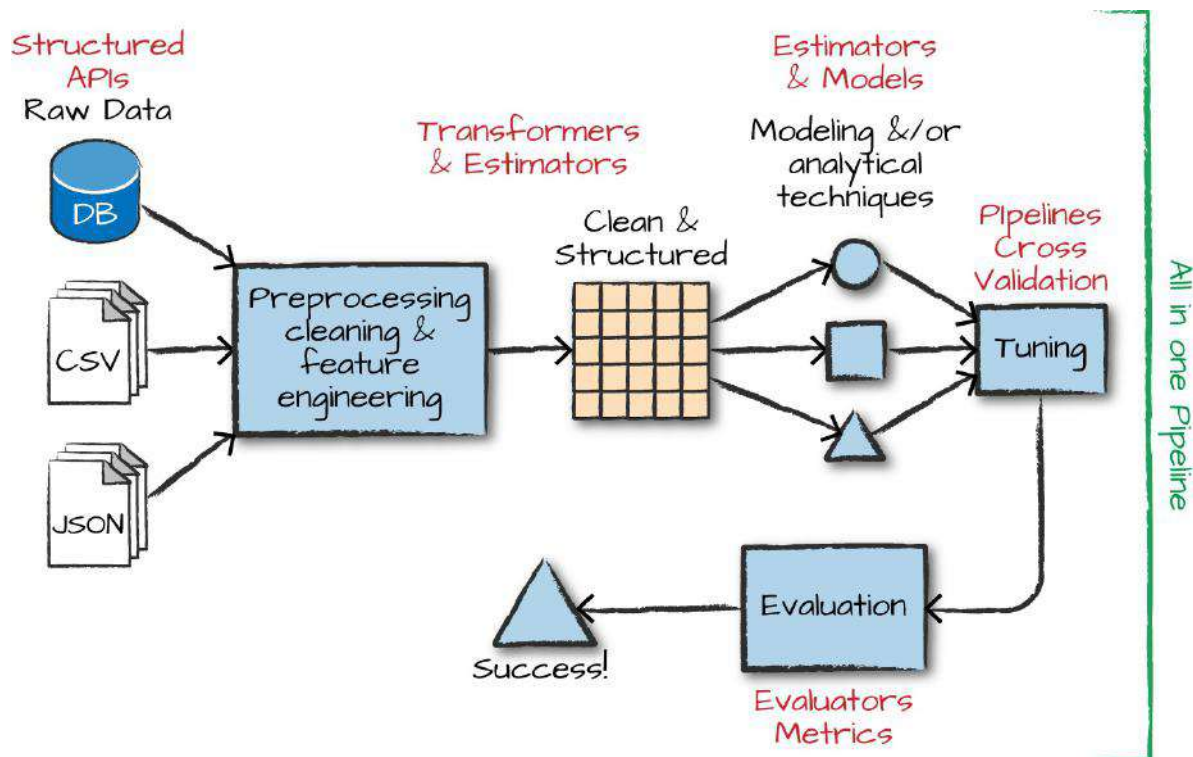 Structured
APIs
Raw Data
DB
CSV
JSON
Preprocessing
cleaning &
feature
engineering
Transformers
& Estimators
Clean &
Structured
Estimators
& Models
Modeling &/or
analytical
techniques
PIpelines
Cross
Validation
Tuning
Evaluation
Evaluators
Metrics
Success!
All in one Pipeline